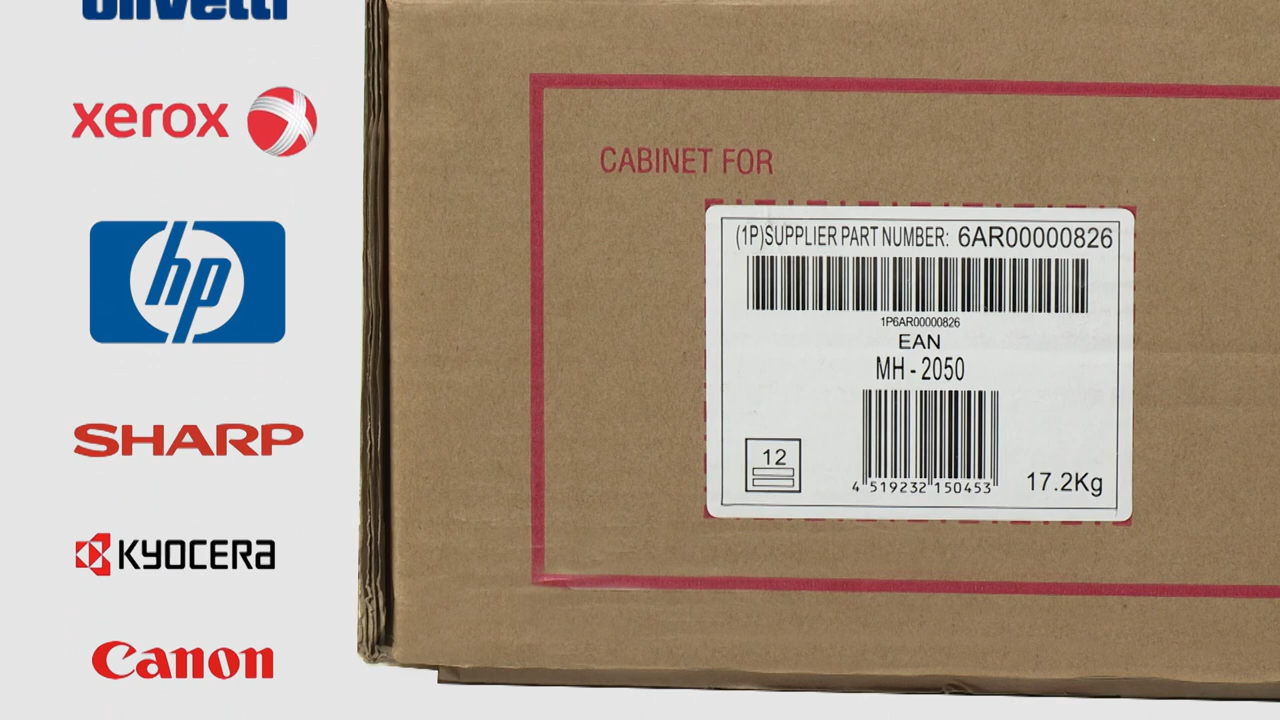 olivetti
xerox
hp
SHARP
KYOCERA
Canon
CABINET FOR
(1P)SUPPLIER PART NUMBER: 6AR00000826
1P6AR00000826
EAN
MH - 2050
12
4 519232 150453
17.2Kg